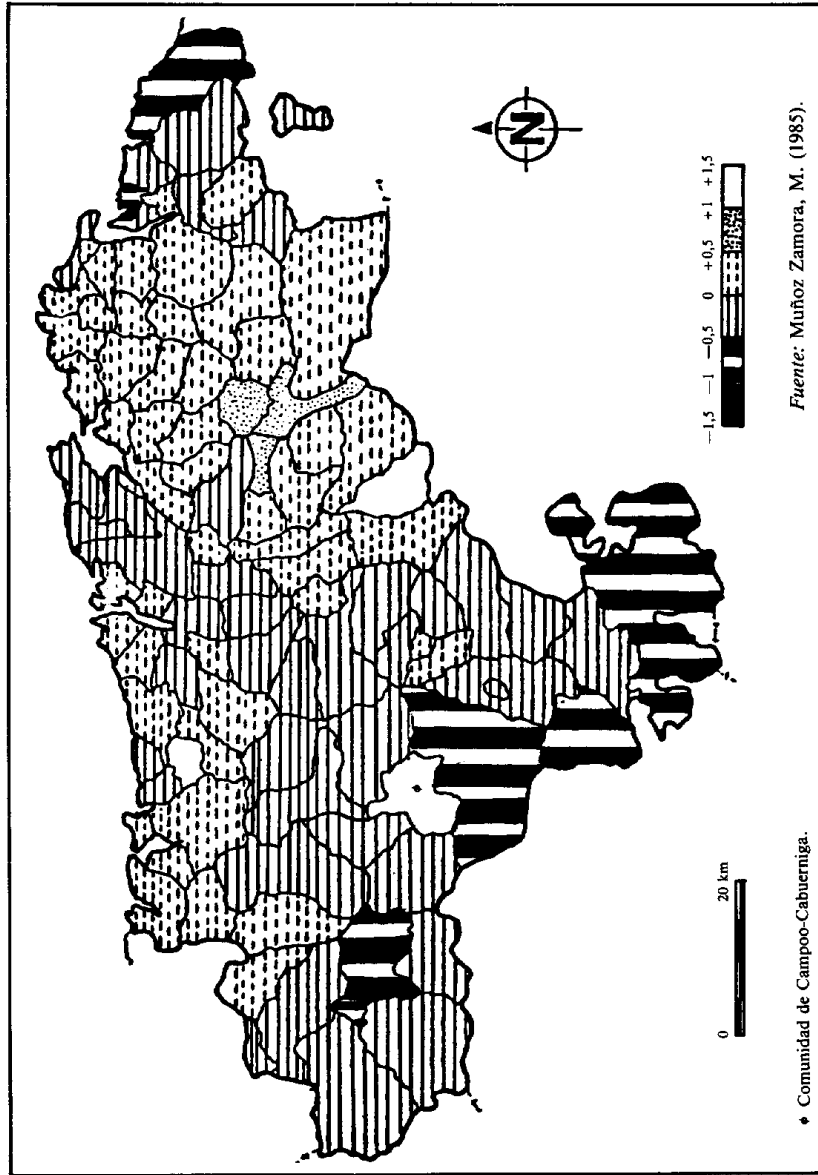 N
−1,5 −1 −0,5 0 +0,5 +1 +1,5
0 20 km
Fuente: Muñoz Zamora, M. (1985).
♦ Comunidad de Campoo-Cabuerniga.